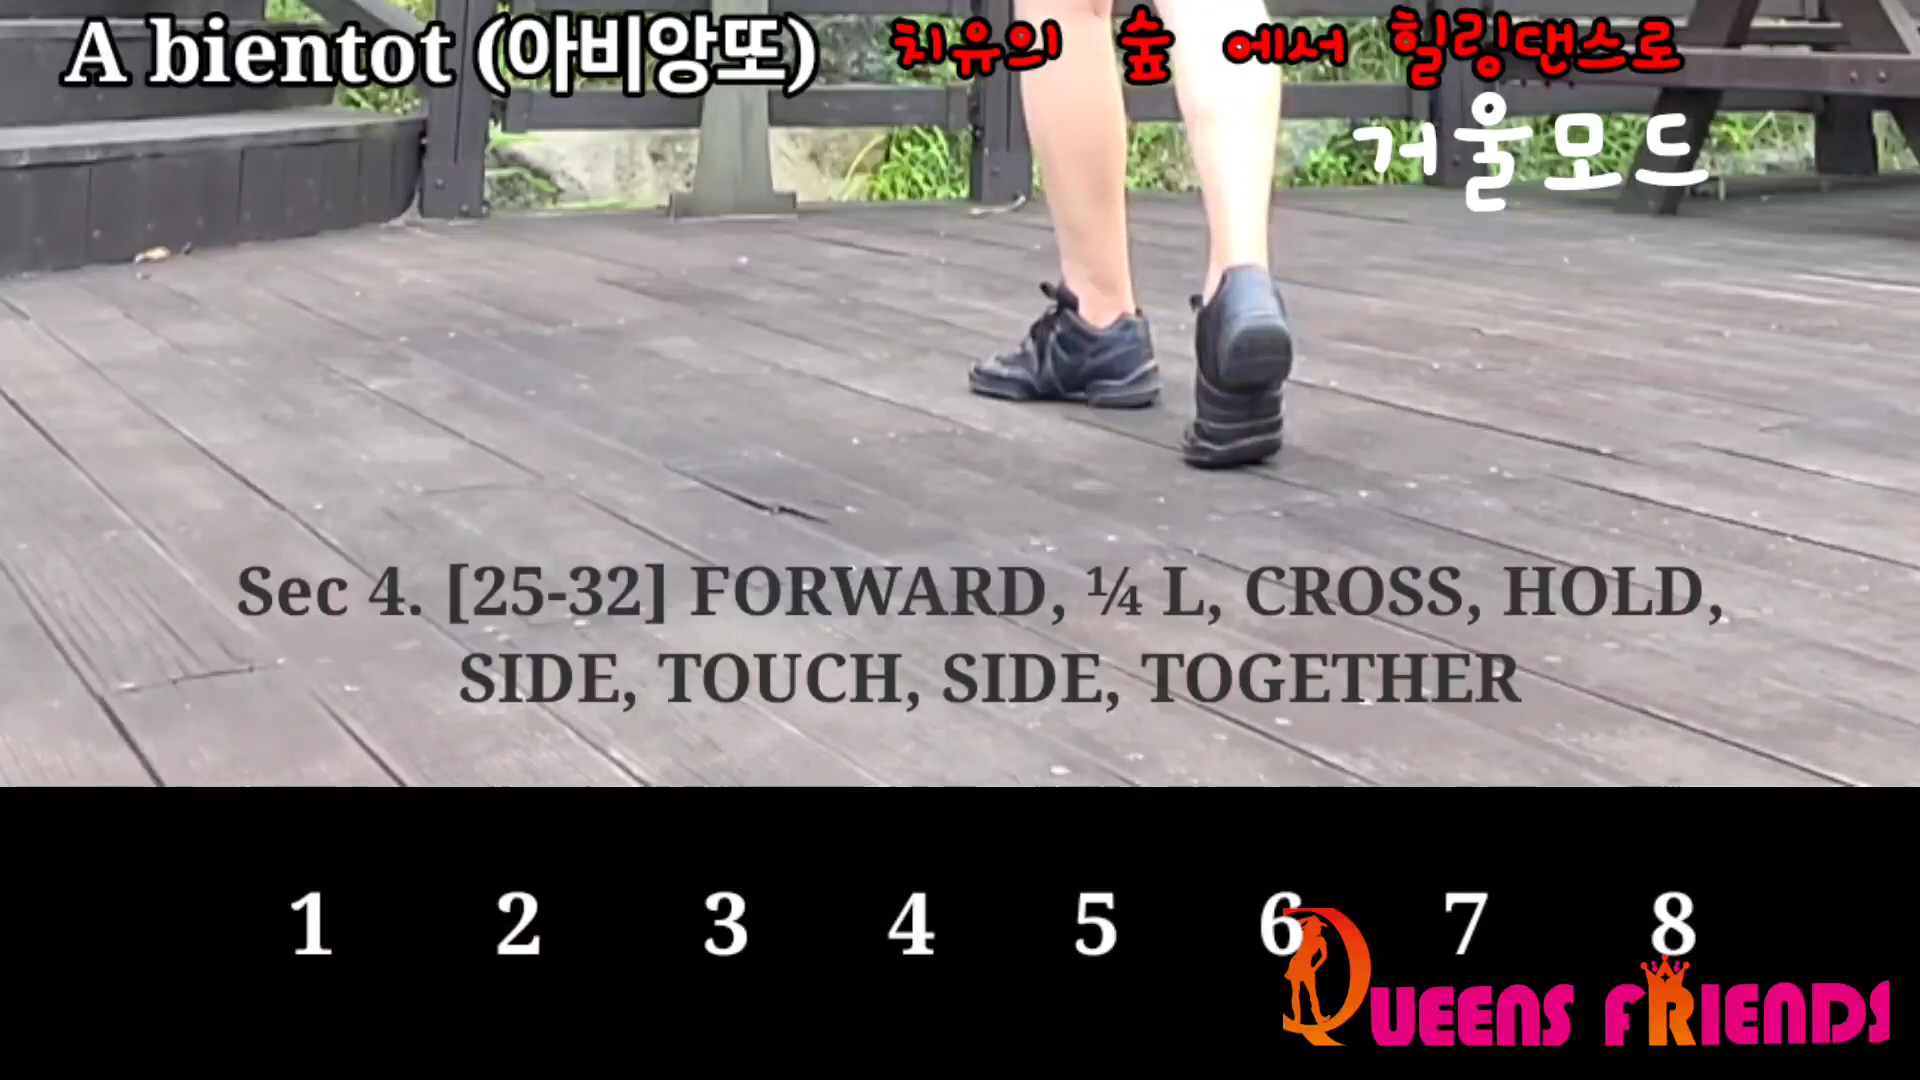 A bientot (아비앙또) 치유의 숲 에서 힐링댄스로
거울모드
Sec 4. [25-32] FORWARD, ¼ L, CROSS, HOLD,
SIDE, TOUCH, SIDE, TOGETHER
1 2 3 4 5 6 7 8
QUEENS FRIENDS